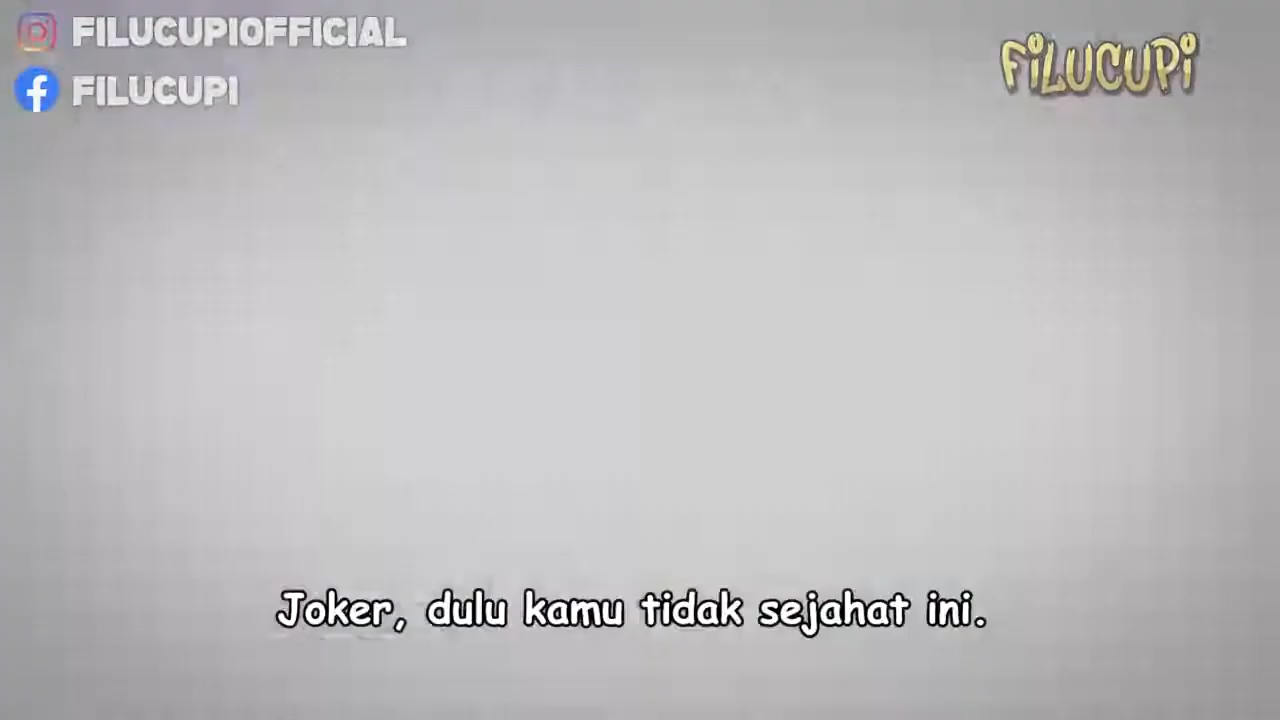 FILUCUPIOFFICIAL
FILUCUPI
FiLUCUPi
Joker, dulu kamu tidak sejahat ini.